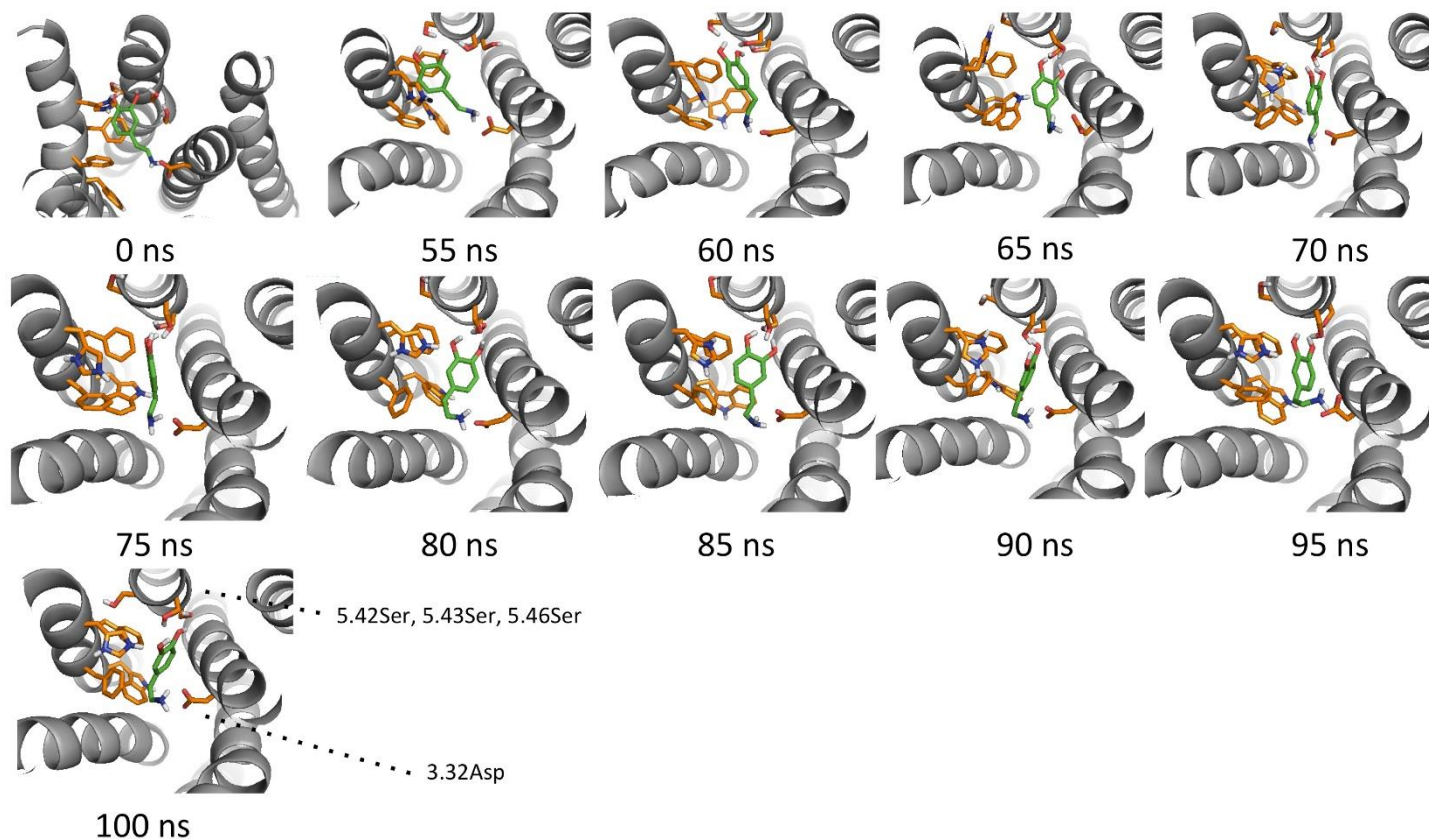 0 ns
55 ns
60 ns
65 ns
70 ns
75 ns
80 ns
85 ns
90 ns
95 ns
5.42Ser, 5.43Ser, 5.46Ser
3.32Asp
100 ns